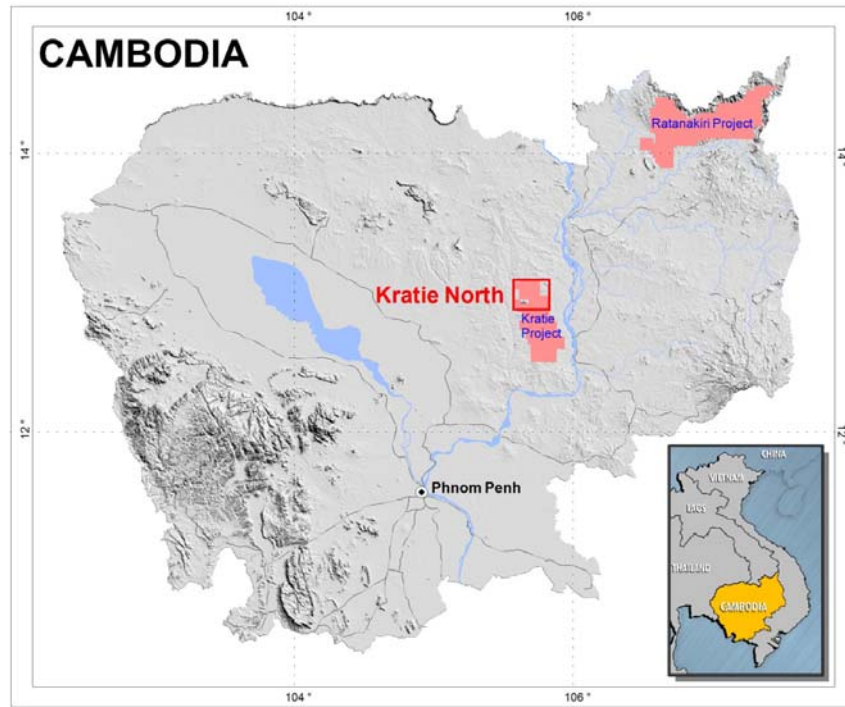 104 °
106 °
CAMBODIA
Ratanakiri Project
14 °
14 °
Kratie North
Kratie
Project
12 °
12 °
Phnom Penh
CHINA
VIETNAM
LAOS
THAILAND
CAMBODIA
104 °
106 °